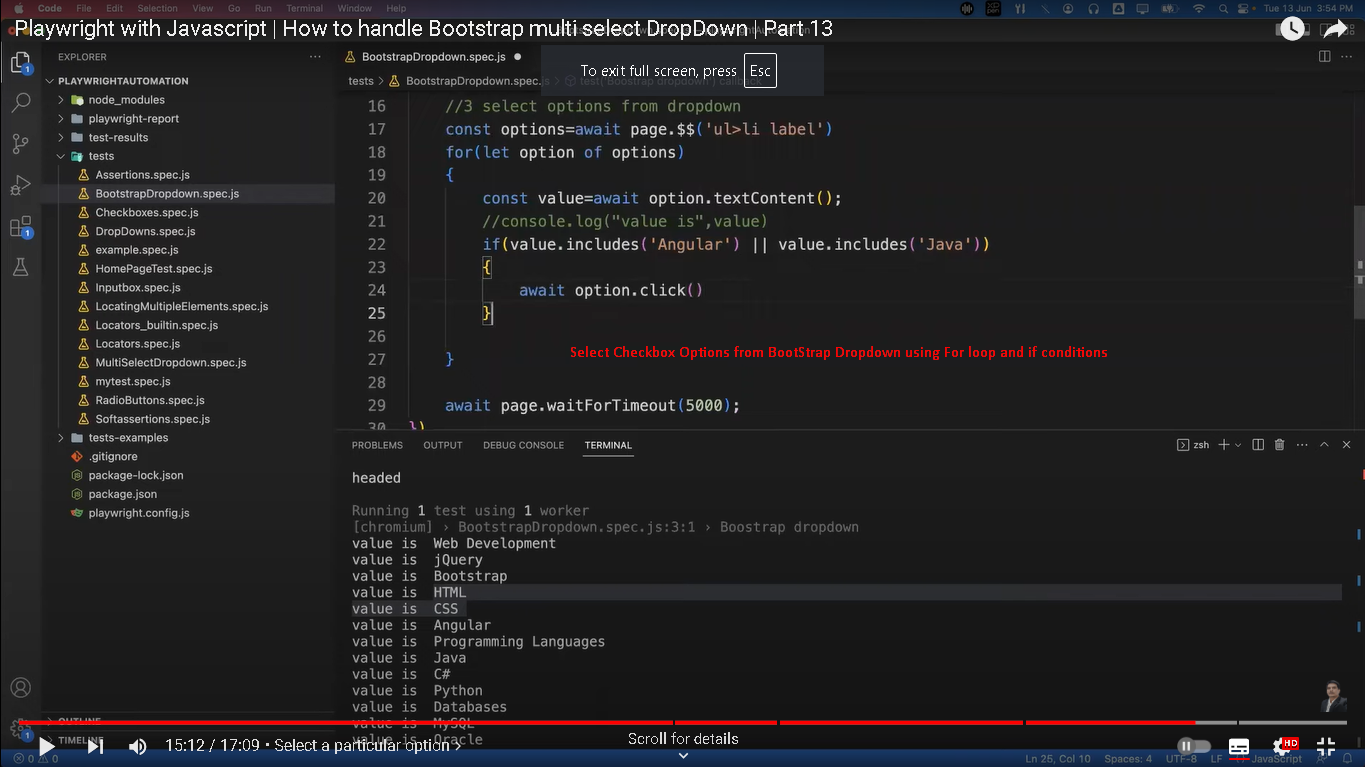 Code File Edit Selection View Go Run Terminal Window Help Tue 13 Jun 3:54 PM
Playwright with Javascript | How to handle Bootstrap multi select DropDown | Part 13
To exit full screen, press Esc
EXPLORER
PLAYWRIGHTAUTOMATION
node_modules
playwright-report
test-results
tests
Assertions.spec.js
BootstrapDropdown.spec.js
Checkboxes.spec.js
DropDowns.spec.js
example.spec.js
HomePageTest.spec.js
Inputbox.spec.js
LocatingMultipleElements.spec.js
Locators_builtin.spec.js
Locators.spec.js
MultiSelectDropdown.spec.js
mytest.spec.js
RadioButtons.spec.js
Softassertions.spec.js
tests-examples
.gitignore
package-lock.json
package.json
playwright.config.js
OUTLINE
TIMELINE
BootstrapDropdown.spec.js
tests > BootstrapDropdown.spec.js
16 //3 select options from dropdown
17 const options=await page.$$('ul>li label')
18 for(let option of options)
19 {
20 const value=await option.textContent();
21 //console.log("value is",value)
22 if(value.includes('Angular') || value.includes('Java'))
23 {
24 await option.click()
25 }
26
27 }
28
29 await page.waitForTimeout(5000);
30 })
Select Checkbox Options from BootStrap Dropdown using For loop and if conditions
PROBLEMS OUTPUT DEBUG CONSOLE TERMINAL zsh
headed
Running 1 test using 1 worker
[chromium] › BootstrapDropdown.spec.js:3:1 › Boostrap dropdown
value is Web Development
value is jQuery
value is Bootstrap
value is HTML
value is CSS
value is Angular
value is Programming Languages
value is Java
value is C#
value is Python
value is Databases
value is MySQL
value is Oracle
15:12 / 17:09 • Select a particular option ›
Scroll for details
HD
0 0 Ln 25, Col 10 Spaces: 4 UTF-8 LF JavaScript